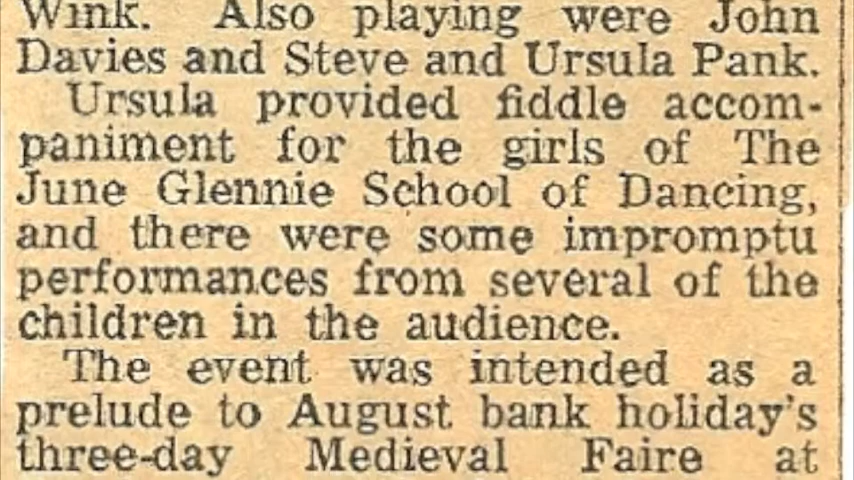 Wink. Also playing were John
Davies and Steve and Ursula Pank.
Ursula provided fiddle accom-
paniment for the girls of The
June Glennie School of Dancing,
and there were some impromptu
performances from several of the
children in the audience.
The event was intended as a
prelude to August bank holiday's
three-day Medieval Faire at